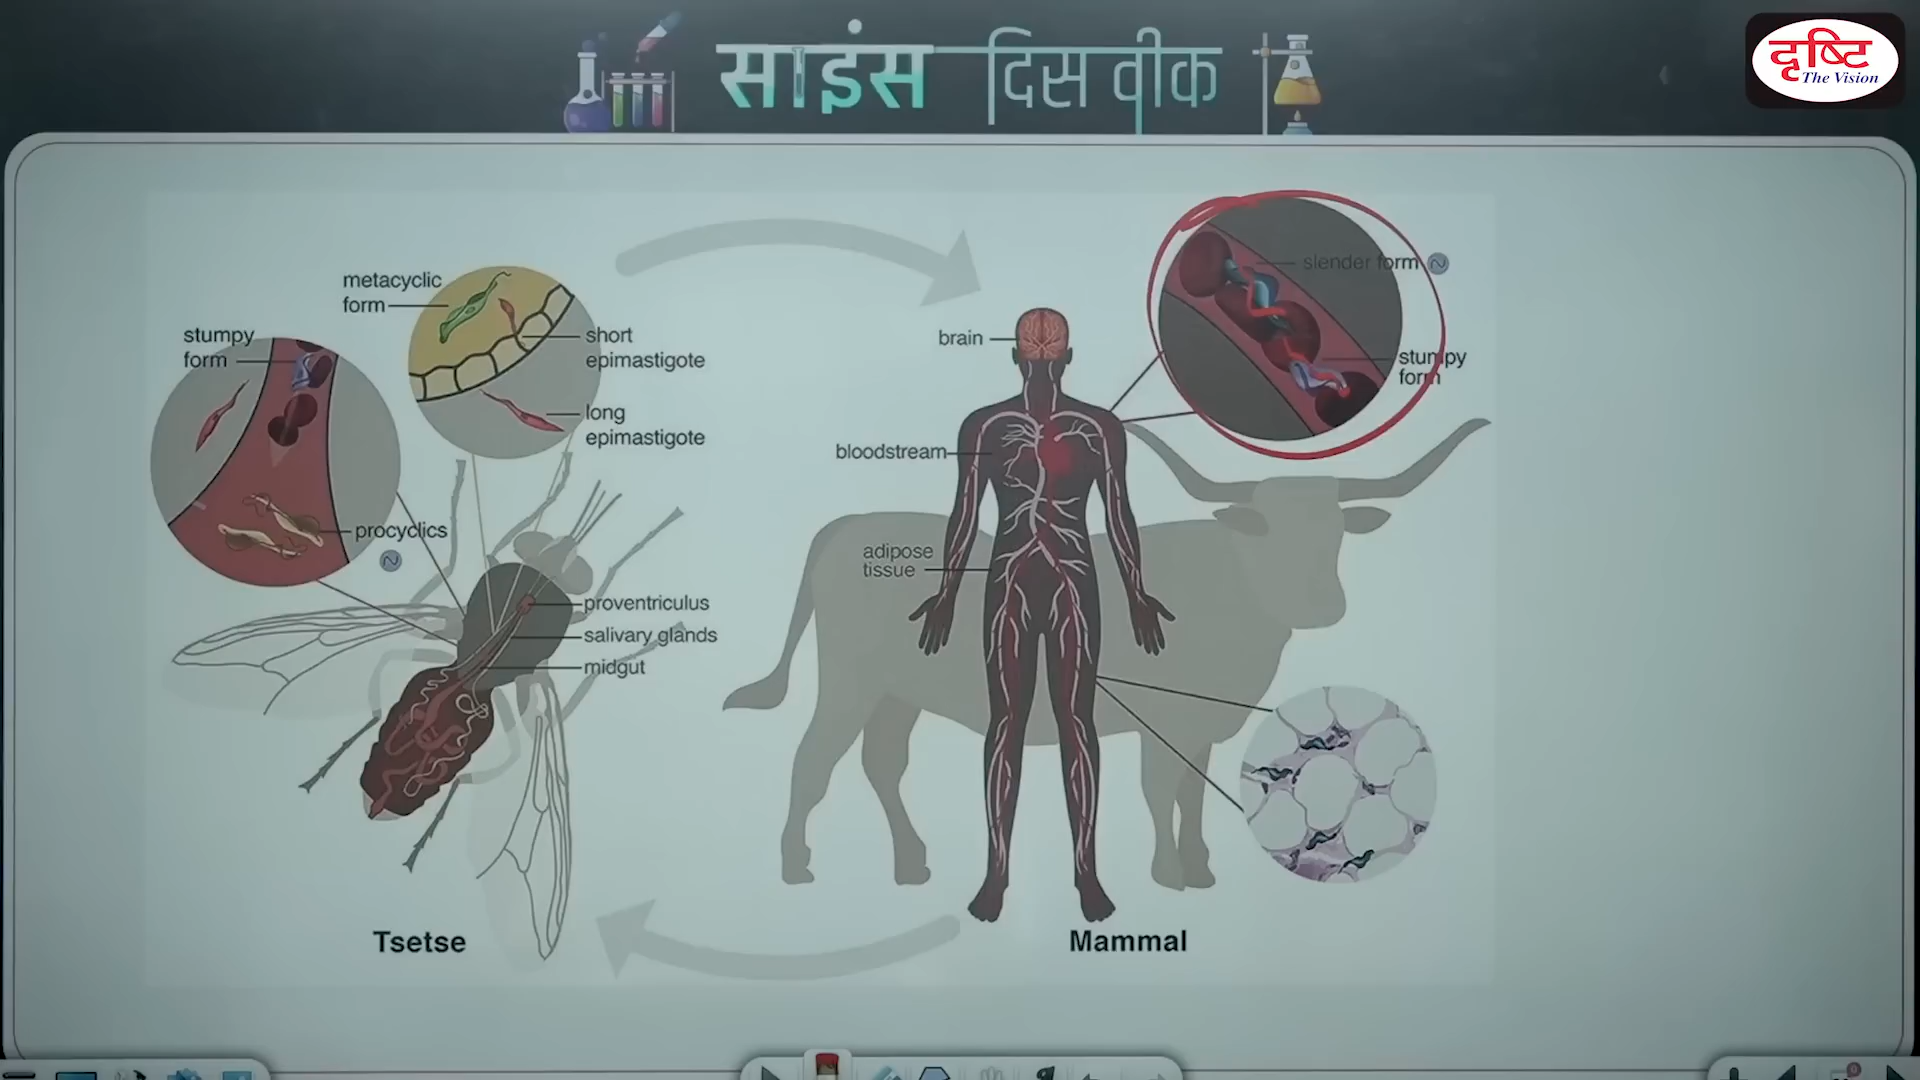 साइंस दिस वीक
दृष्टि
The Vision
metacyclic
form
stumpy
form
short
epimastigote
long
epimastigote
procyclics
proventriculus
salivary glands
midgut
Tsetse
brain
bloodstream
adipose
tissue
slender form
stumpy
form
Mammal